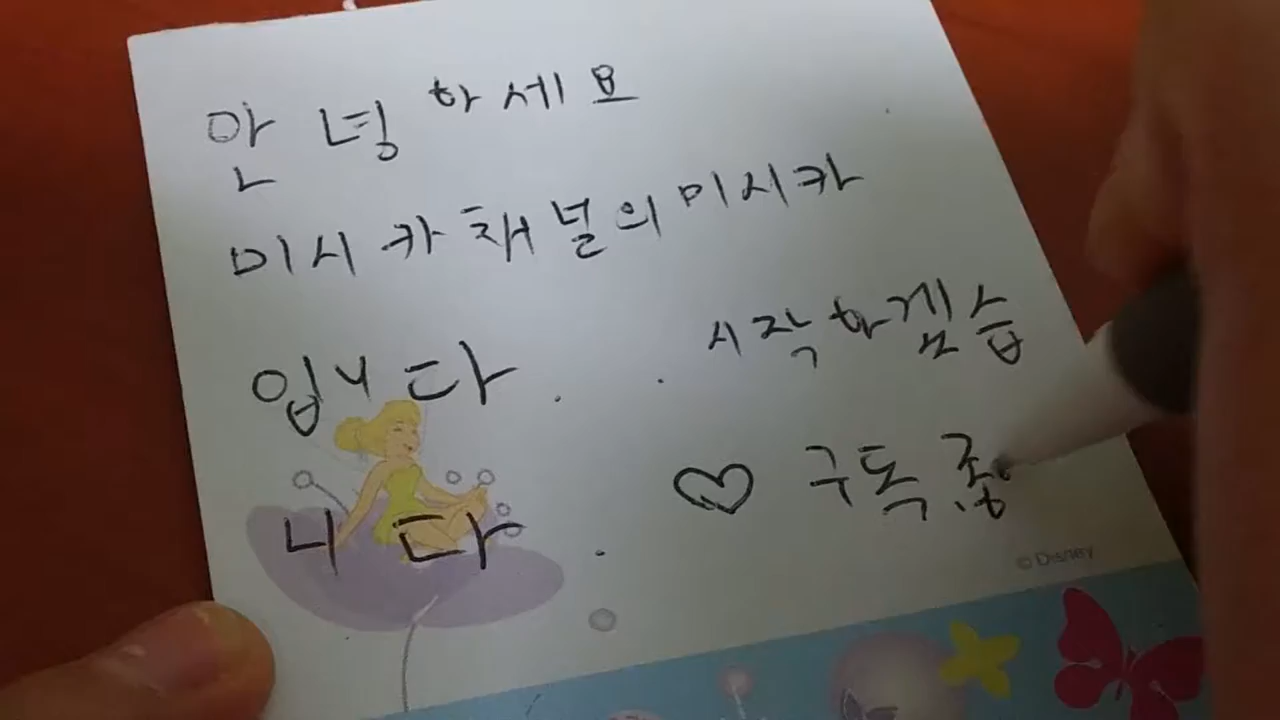 안녕하세요
미시카채널의미시카
입니다. . 시작하겠습
니다. ♡ 구독좀
© Disney